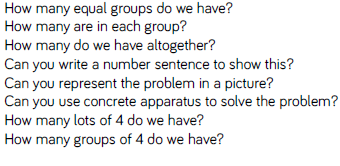 How many equal groups do we have?
How many are in each group?
How many do we have altogether?
Can you write a number sentence to show this?
Can you represent the problem in a picture?
Can you use concrete apparatus to solve the problem?
How many lots of 4 do we have?
How many groups of 4 do we have?